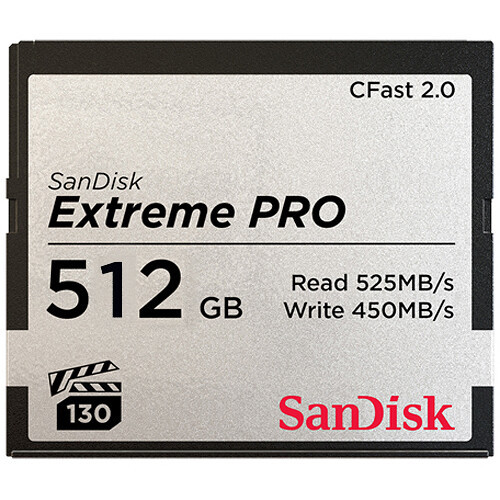 CFast 2.0
SanDisk
Extreme PRO
512 GB
Read 525MB/s
Write 450MB/s
130
SanDisk